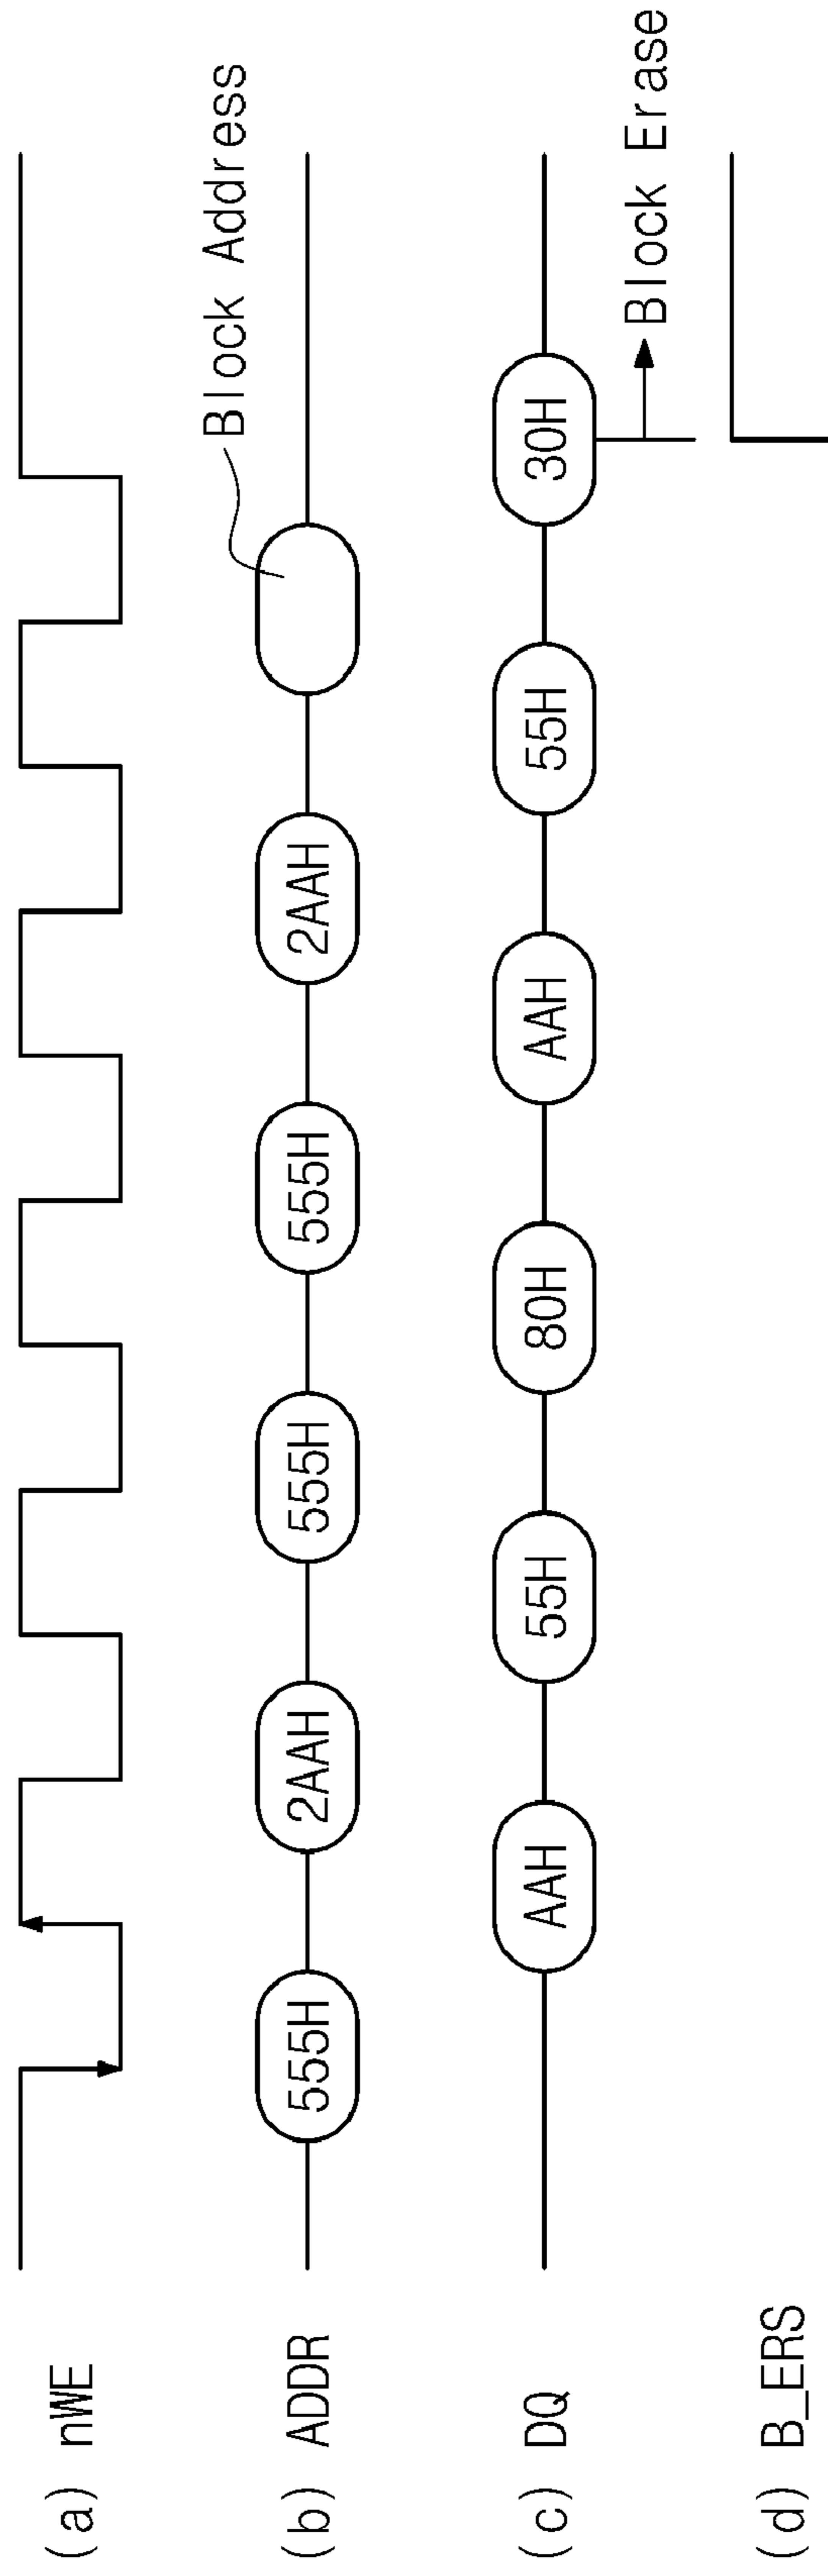 (a) nWE
Block Address
(b) ADDR 555H 2AAH 555H 555H 2AAH
(c) DQ AAH 55H 80H AAH 55H 30H
Block Erase
(d) B_ERS